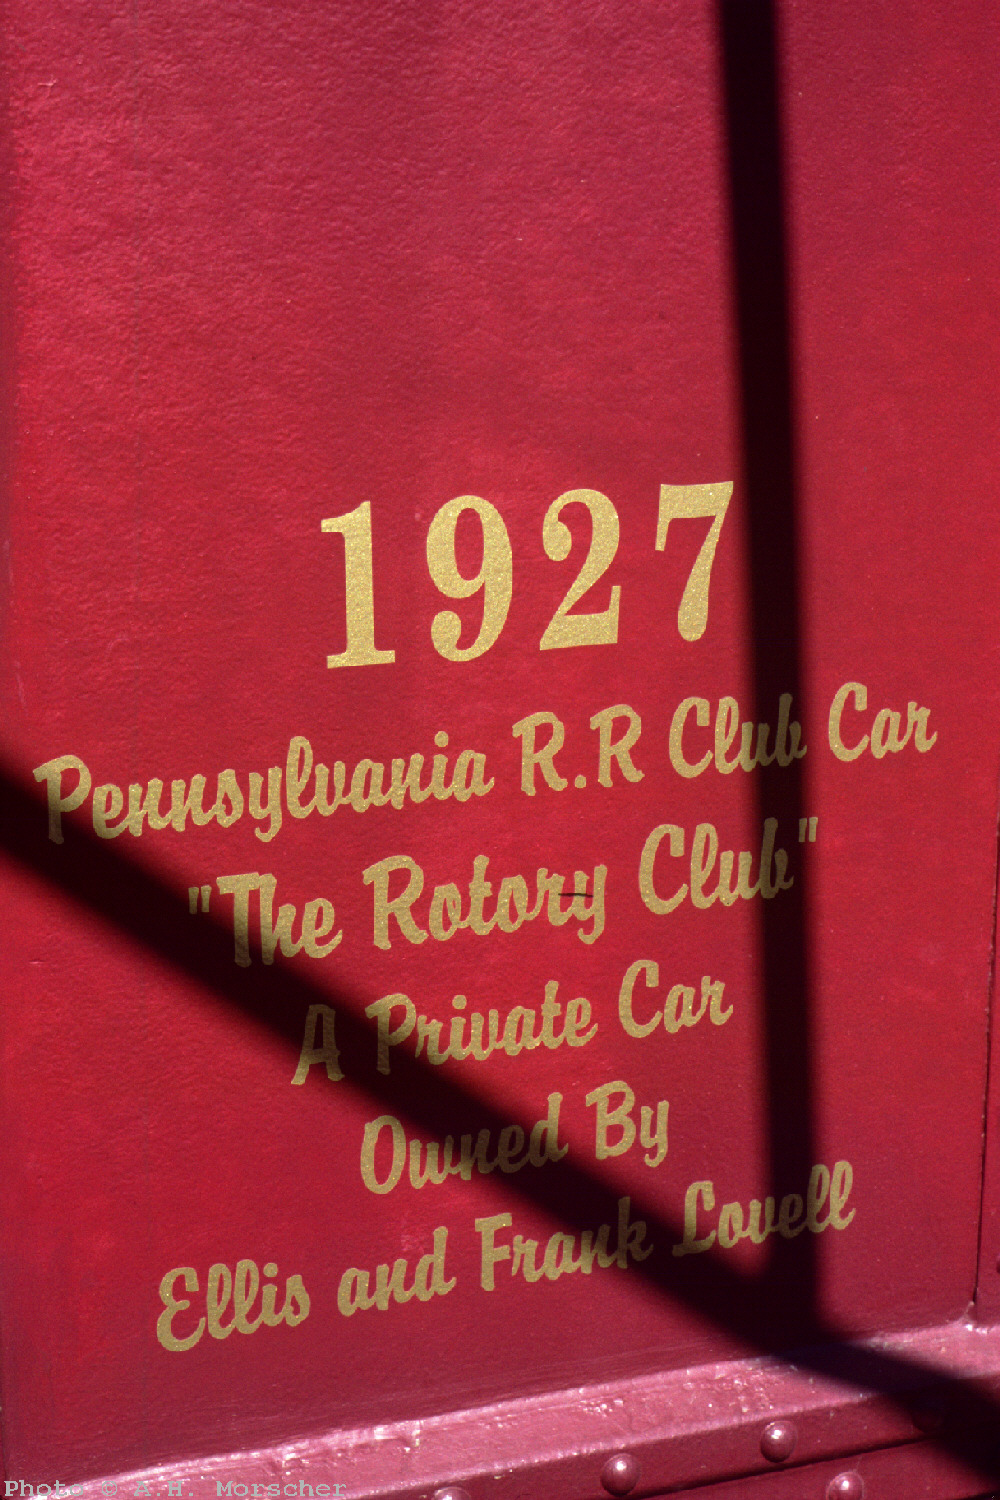 1927
Pennsylvania R.R Club Car
"The Rotory Club"
A Private Car
Owned By
Ellis and Frank Lovell
Photo © A.H. Morscher